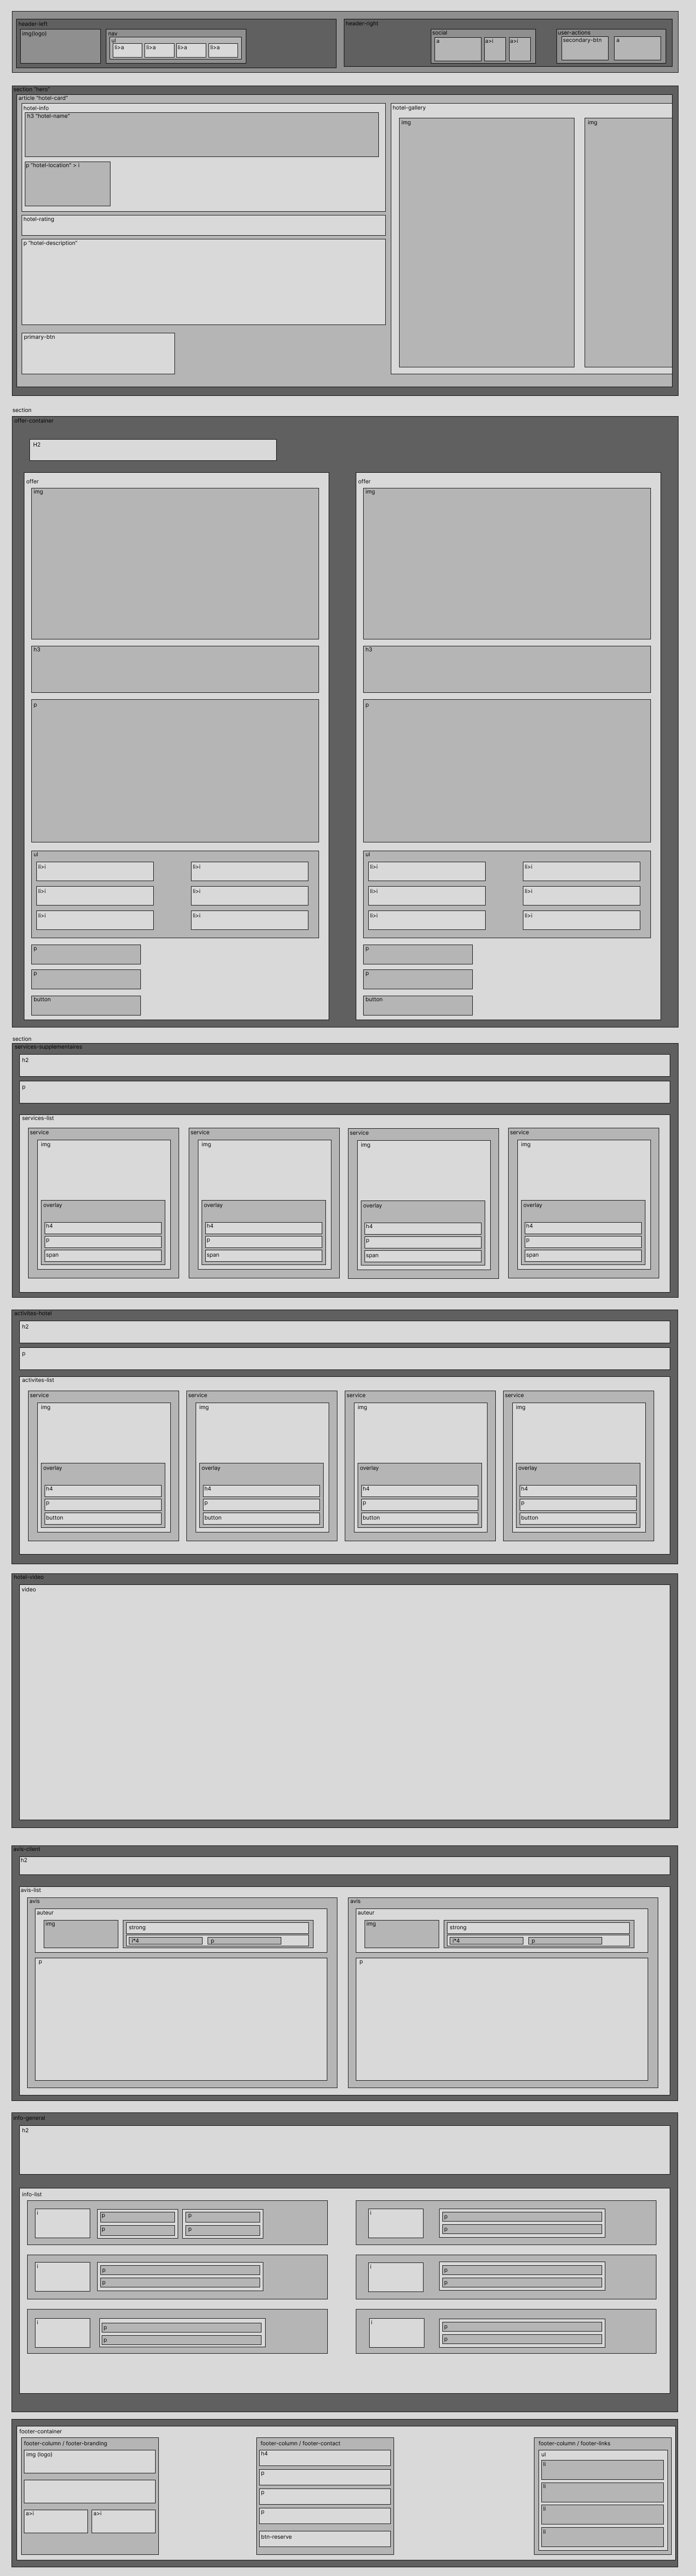 header-left
img(logo)
nav
ul
li>a
li>a
li>a
li>a
header-right
social
a
a>i
a>i
user-actions
secondary-btn
a
section "hero"
article "hotel-card"
hotel-info
h3 "hotel-name"
p "hotel-location" > i
hotel-rating
p "hotel-description"
primary-btn
hotel-gallery
img
img
section
offer-container
H2
offer
img
h3
p
ul
li>i
li>i
li>i
li>i
li>i
li>i
p
p
button
offer
img
h3
p
ul
li>i
li>i
li>i
li>i
li>i
li>i
p
p
button
section
services-supplementaires
h2
p
services-list
service
img
overlay
h4
p
span
service
img
overlay
h4
p
span
service
img
overlay
h4
p
span
service
img
overlay
h4
p
span
activites-hotel
h2
p
activites-list
service
img
overlay
h4
p
button
service
img
overlay
h4
p
button
service
img
overlay
h4
p
button
service
img
overlay
h4
p
button
hotel-video
video
avis-client
h2
avis-list
avis
auteur
img
strong
i*4
p
p
avis
auteur
img
strong
i*4
p
p
info-general
h2
info-list
i
p
p
p
p
i
p
p
i
p
p
i
p
p
i
p
p
i
p
p
footer-container
footer-column / footer-branding
img (logo)
a>i
a>i
footer-column / footer-contact
h4
p
p
p
btn-reserve
footer-column / footer-links
ul
li
li
li
li